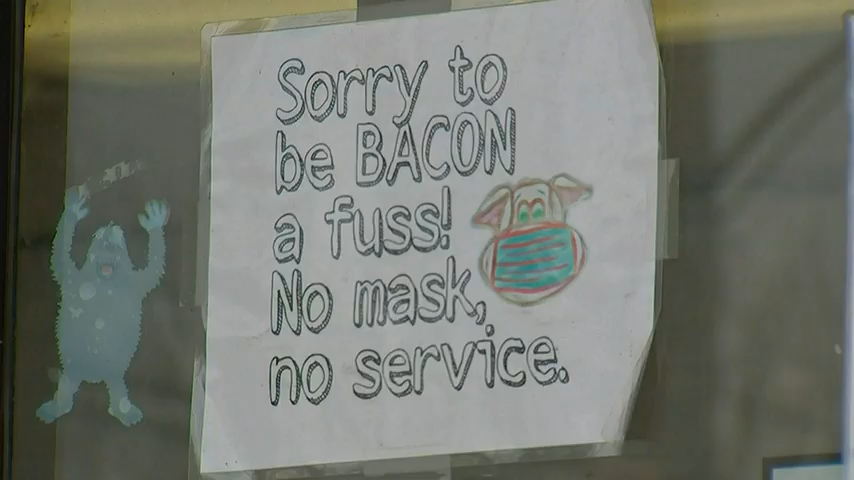 Sorry to
be BACON
a fuss!
No mask,
no service.